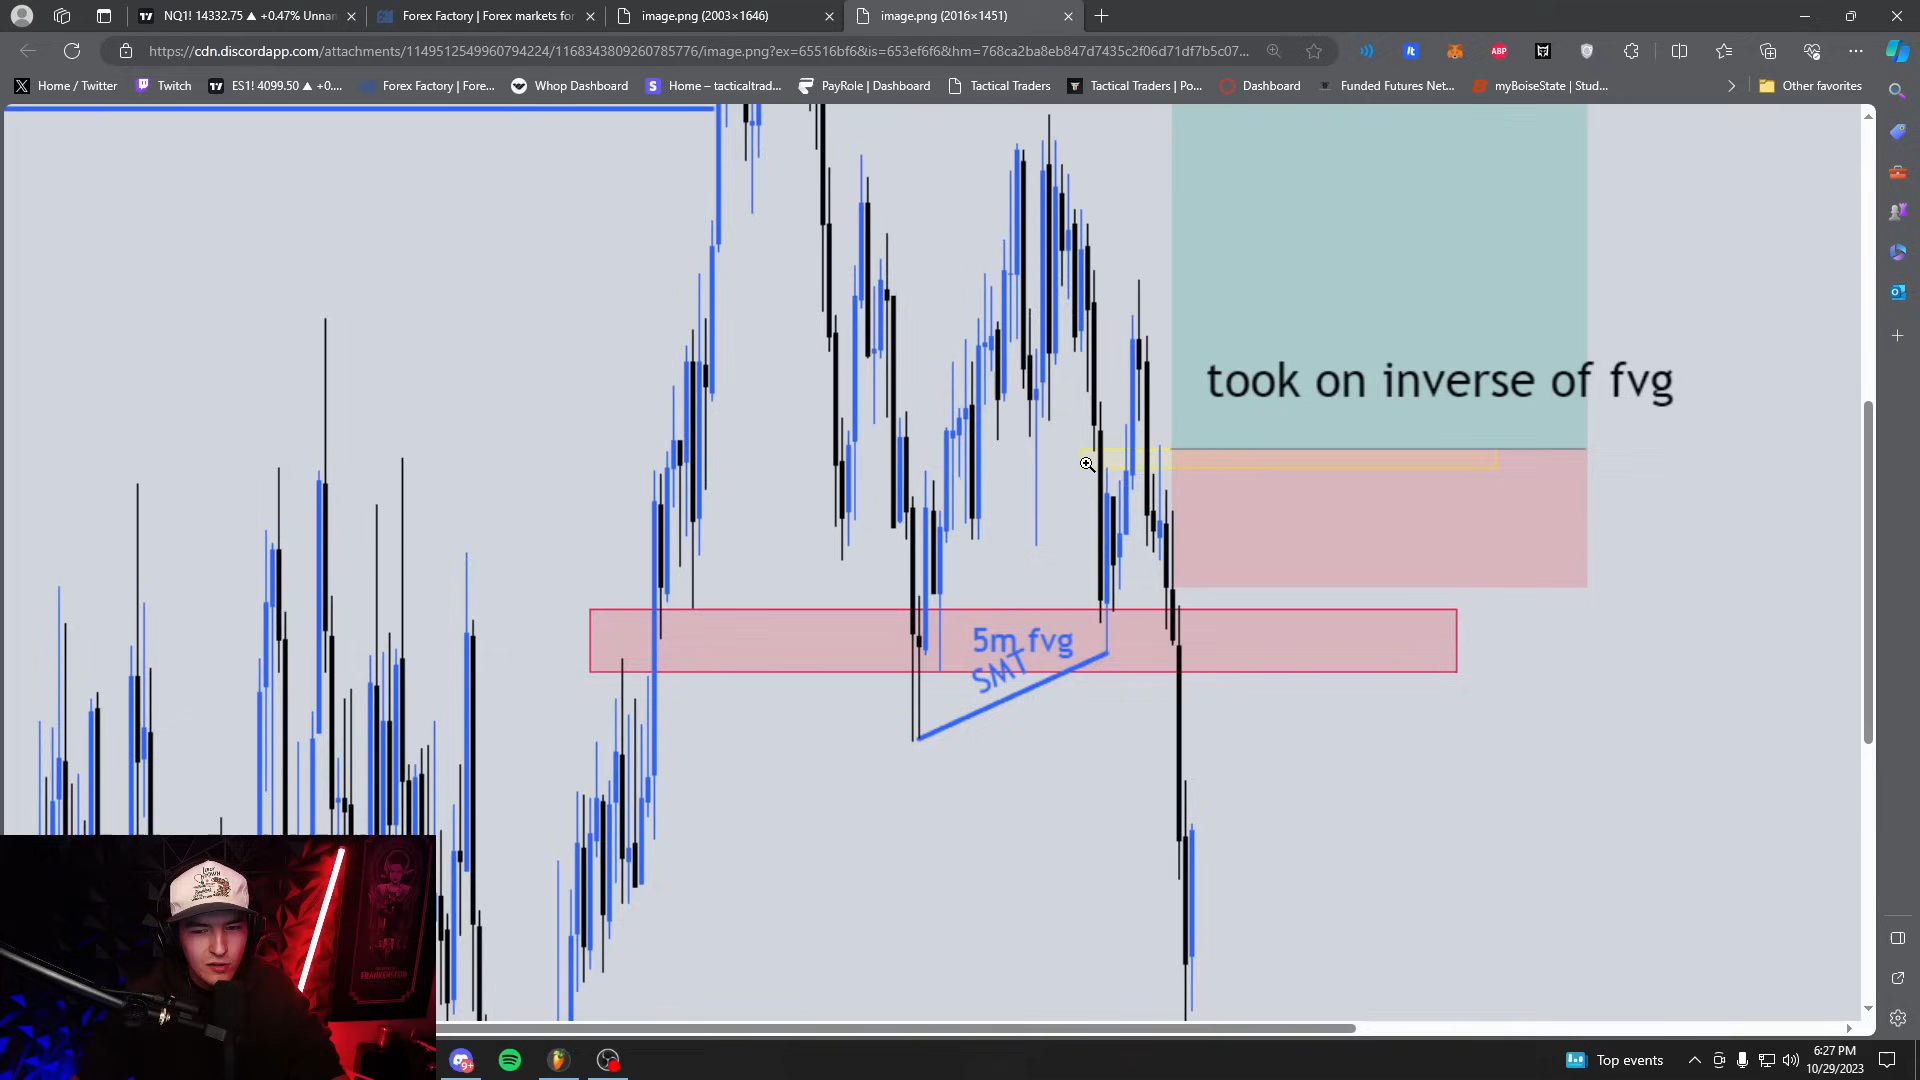 NQ1! 14332.75 ▲ +0.47% Unnan
Forex Factory | Forex markets for
image.png (2003×1646)
image.png (2016×1451)
https://cdn.discordapp.com/attachments/1149512549960794224/1168343809260785776/image.png?ex=65516bf6&is=653ef6f6&hm=768ca2ba8eb847d7435c2f06d71df7b5c07...
Home / Twitter
Twitch
ES1! 4099.50 ▲ +0....
Forex Factory | Fore...
Whop Dashboard
Home – tacticaltrad...
PayRole | Dashboard
Tactical Traders
Tactical Traders | Po...
Dashboard
Funded Futures Net...
myBoiseState | Stud...
Other favorites
took on inverse of fvg
5m fvg
SMT
FRANKENSTEIN
Top events
6:27 PM
10/29/2023